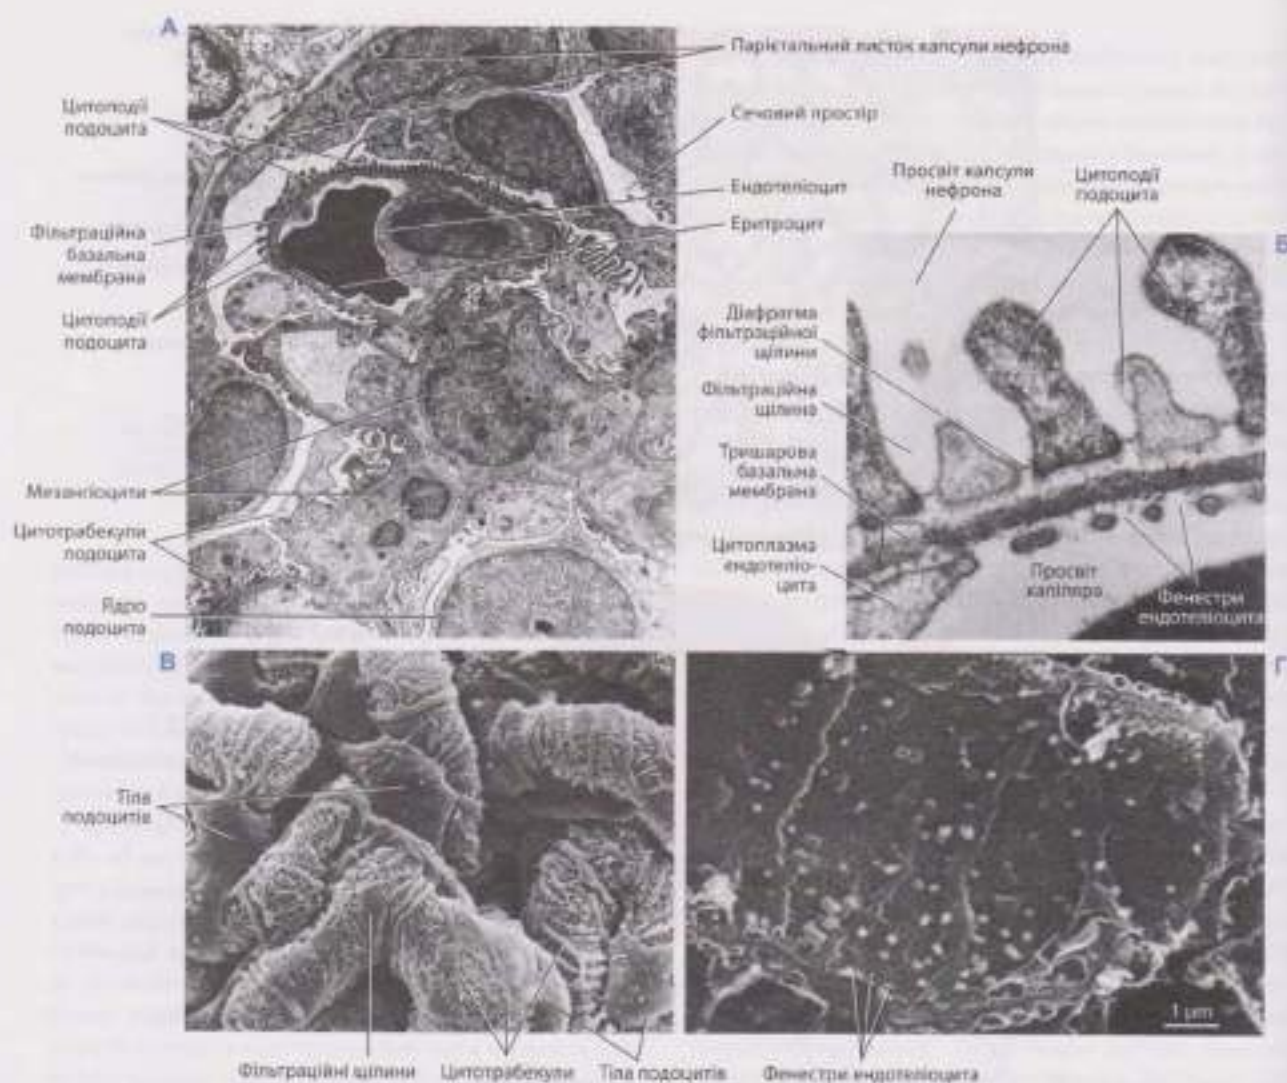 А
Парієтальний листок капсули нефрона
Цитоподії
подоцита
Сечовий простір
Ендотеліоцит
Еритроцит
Фільтраційна
базальна
мембрана
Цитоподії
подоцита
Мезангіоцити
Цитотрабекули
подоцита
Ядро
подоцита
Просвіт капсули
нефрона
Цитоподії
подоцита
Діафрагма
фільтраційної
щілини
Фільтраційна
щілина
Тришарова
базальна
мембрана
Цитоплазма
ендотеліо-
цита
Просвіт
капіляра
Фенестри
ендотеліоцита
В
Тіла
подоцитів
Фільтраційні щілини
Цитотрабекули
Тіла подоцитів
Г
1 μm
Фенестри ендотеліоцита